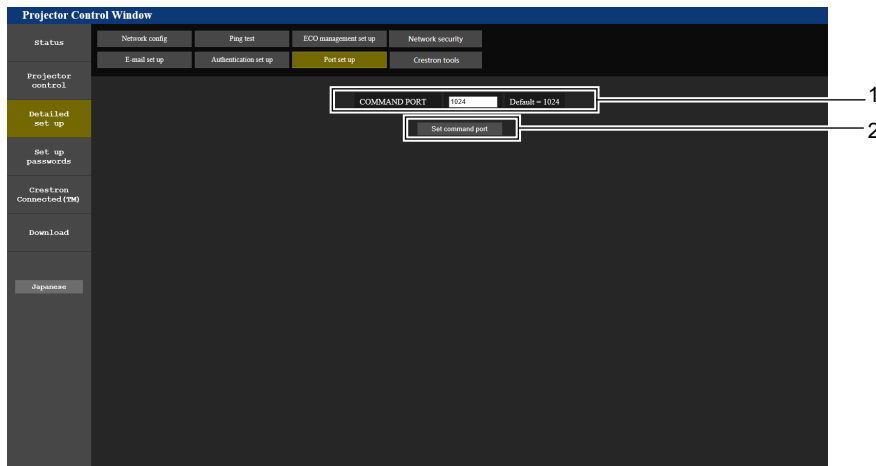 Projector Control Window
Status
Network config
Ping test
ECO management set up
Network security
E-mail set up
Authentication set up
Port set up
Crestron tools
Projector
control
Detailed
set up
Set up
passwords
Crestron
Connected(TM)
Download
Japanese
COMMAND PORT 1024 Default = 1024
1
Set command port
2